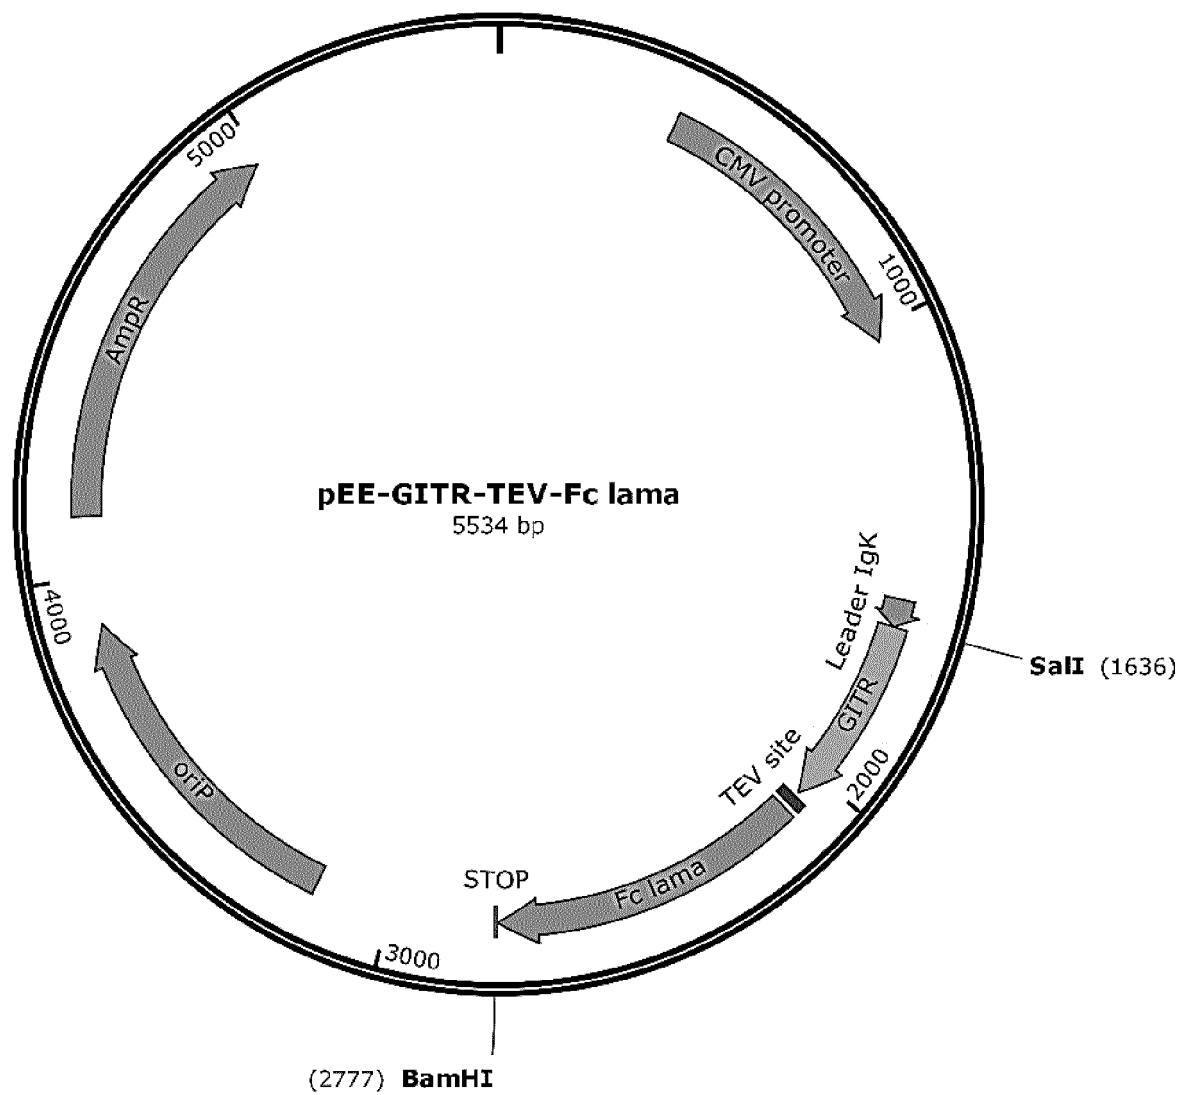 5000
CMV promoter
1000
AmpR
pEE-GITR-TEV-Fc lama
5534 bp
Leader IgK
4000
SalI (1636)
GITR
TEV site
2000
oriP
STOP
Fc lama
3000
(2777) BamHI